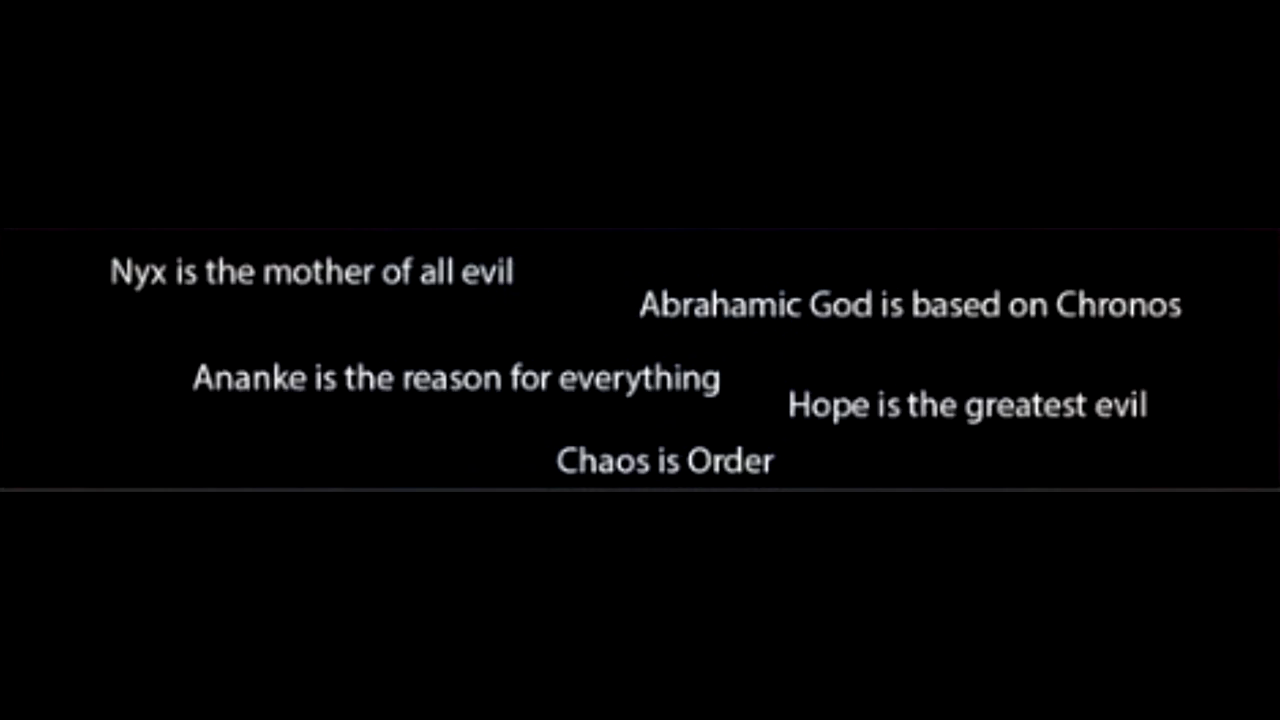 Nyx is the mother of all evil
Abrahamic God is based on Chronos
Ananke is the reason for everything
Hope is the greatest evil
Chaos is Order